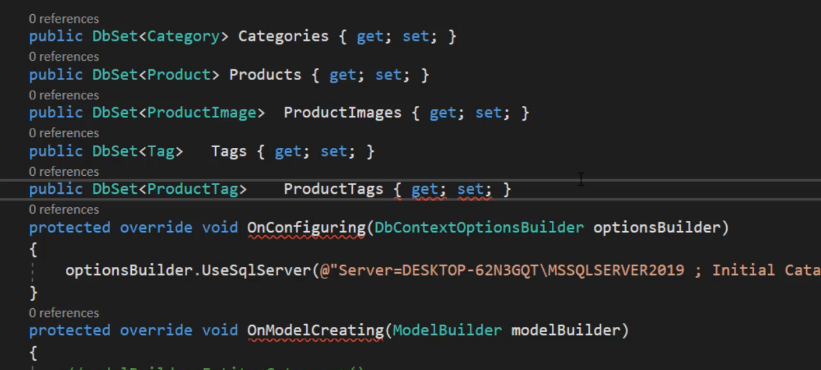 0 references
public DbSet<Category> Categories { get; set; }
0 references
public DbSet<Product> Products { get; set; }
0 references
public DbSet<ProductImage>  ProductImages { get; set; }
0 references
public DbSet<Tag>   Tags { get; set; }
0 references
public DbSet<ProductTag>    ProductTags { get; set; }
0 references
protected override void OnConfiguring(DbContextOptionsBuilder optionsBuilder)
{
optionsBuilder.UseSqlServer(@"Server=DESKTOP-62N3GQT\MSSQLSERVER2019 ; Initial Cata
}
0 references
protected override void OnModelCreating(ModelBuilder modelBuilder)
{